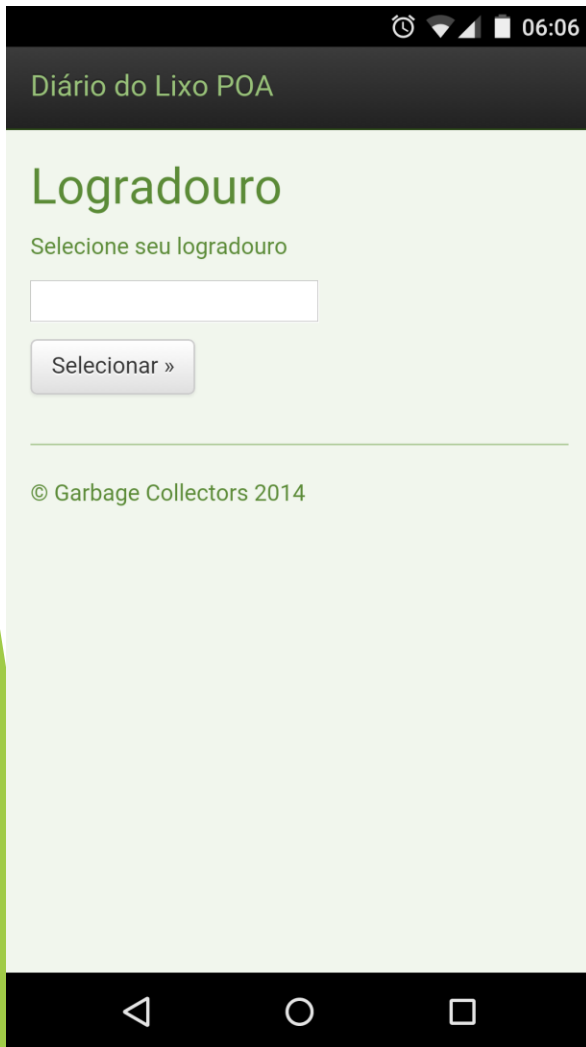 06:06
Diário do Lixo POA
Logradouro
Selecione seu logradouro
Selecionar »
© Garbage Collectors 2014